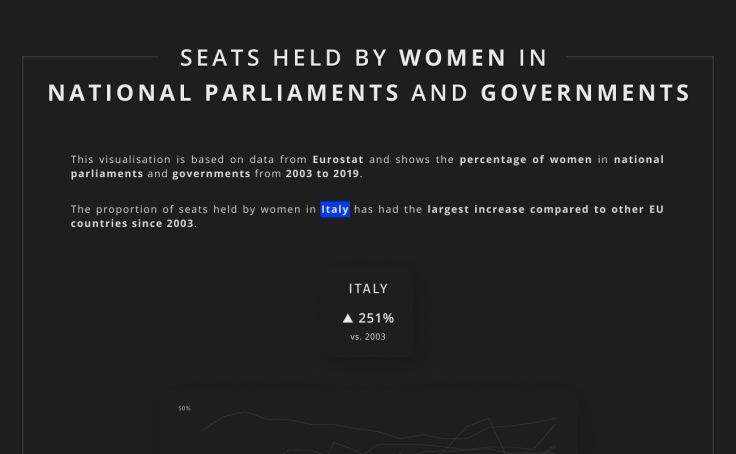 SEATS HELD BY WOMEN IN
NATIONAL PARLIAMENTS AND GOVERNMENTS
This visualisation is based on data from Eurostat and shows the percentage of women in national
parliaments and governments from 2003 to 2019.
The proportion of seats held by women in Italy has had the largest increase compared to other EU
countries since 2003.
ITALY
▲ 251%
vs. 2003
50%